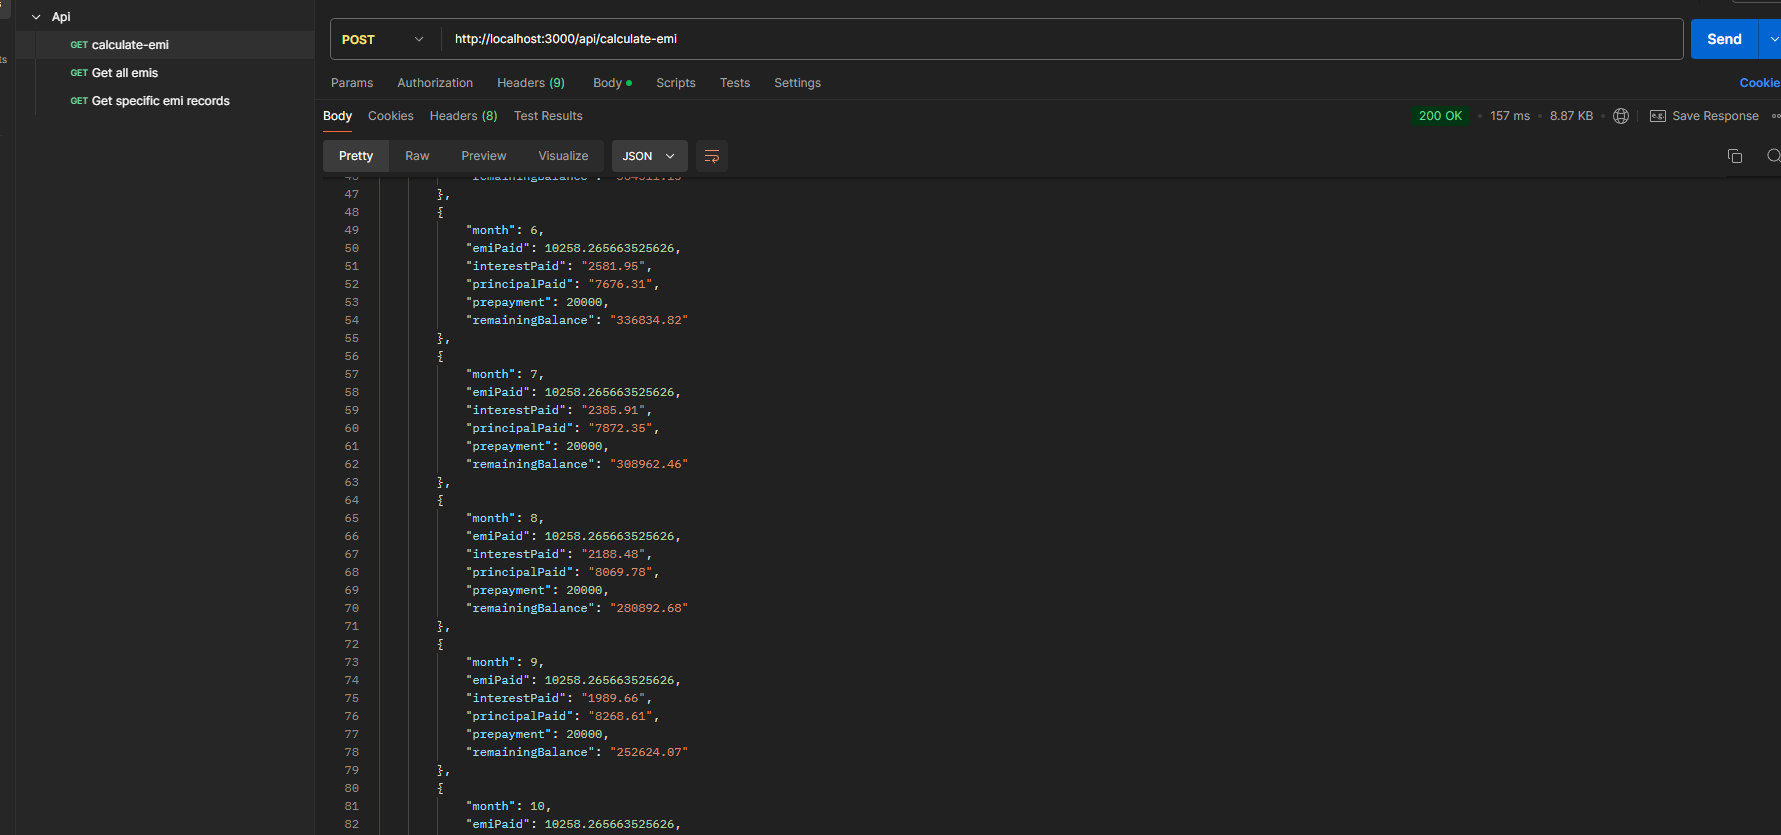 Api
GET calculate-emi
GET Get all emis
GET Get specific emi records
POST http://localhost:3000/api/calculate-emi Send
Params Authorization Headers (9) Body Scripts Tests Settings Cookie
Body Cookies Headers (8) Test Results 200 OK 157 ms 8.87 KB Save Response
Pretty Raw Preview Visualize JSON
47 },
48 {
49 "month": 6,
50 "emiPaid": 10258.265663525626,
51 "interestPaid": "2581.95",
52 "principalPaid": "7676.31",
53 "prepayment": 20000,
54 "remainingBalance": "336834.82"
55 },
56 {
57 "month": 7,
58 "emiPaid": 10258.265663525626,
59 "interestPaid": "2385.91",
60 "principalPaid": "7872.35",
61 "prepayment": 20000,
62 "remainingBalance": "308962.46"
63 },
64 {
65 "month": 8,
66 "emiPaid": 10258.265663525626,
67 "interestPaid": "2188.48",
68 "principalPaid": "8069.78",
69 "prepayment": 20000,
70 "remainingBalance": "280892.68"
71 },
72 {
73 "month": 9,
74 "emiPaid": 10258.265663525626,
75 "interestPaid": "1989.66",
76 "principalPaid": "8268.61",
77 "prepayment": 20000,
78 "remainingBalance": "252624.07"
79 },
80 {
81 "month": 10,
82 "emiPaid": 10258.265663525626,